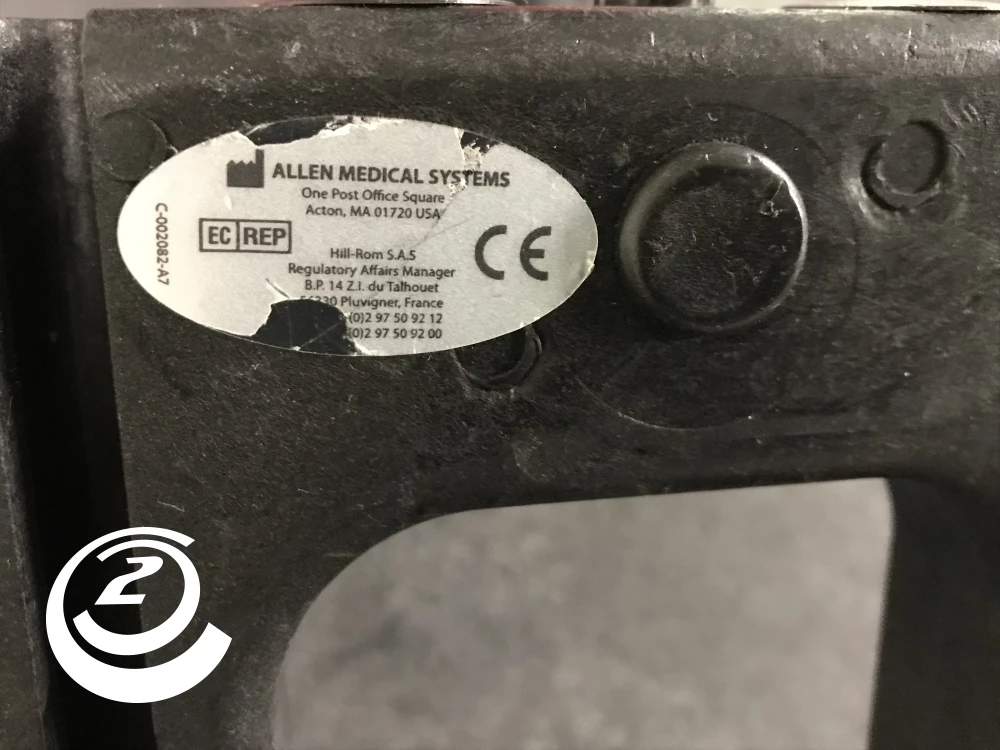 ALLEN MEDICAL SYSTEMS
One Post Office Square
Acton, MA 01720 USA
C-002082-A7
EC REP
CE
Hill-Rom S.A.S
Regulatory Affairs Manager
B.P. 14 Z.I. du Talhouet
56330 Pluvigner, France
(0)2 97 50 92 12
(0)2 97 50 92 00
2